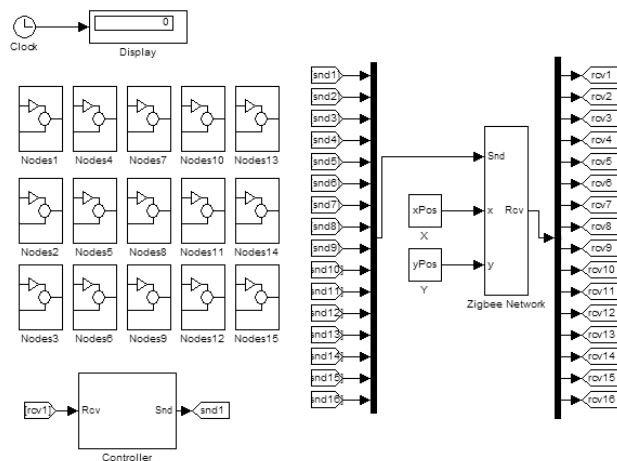 0
Clock
Display
Nodes1 Nodes4 Nodes7 Nodes10 Nodes13
Nodes2 Nodes5 Nodes8 Nodes11 Nodes14
Nodes3 Nodes6 Nodes9 Nodes12 Nodes15
[rcv1] Rcv Snd snd1
Controller
snd1]
snd2]
snd3]
snd4]
snd5]
snd6]
snd7]
snd8]
snd9]
snd10]
snd11]
snd12]
snd13]
snd14]
snd15]
snd16]
Snd
xPos x Rcv
X
yPos y
Y
Zigbee Network
rcv1
rcv2
rcv3
rcv4
rcv5
rcv6
rcv7
rcv8
rcv9
rcv10
rcv11
rcv12
rcv13
rcv14
rcv15
rcv16